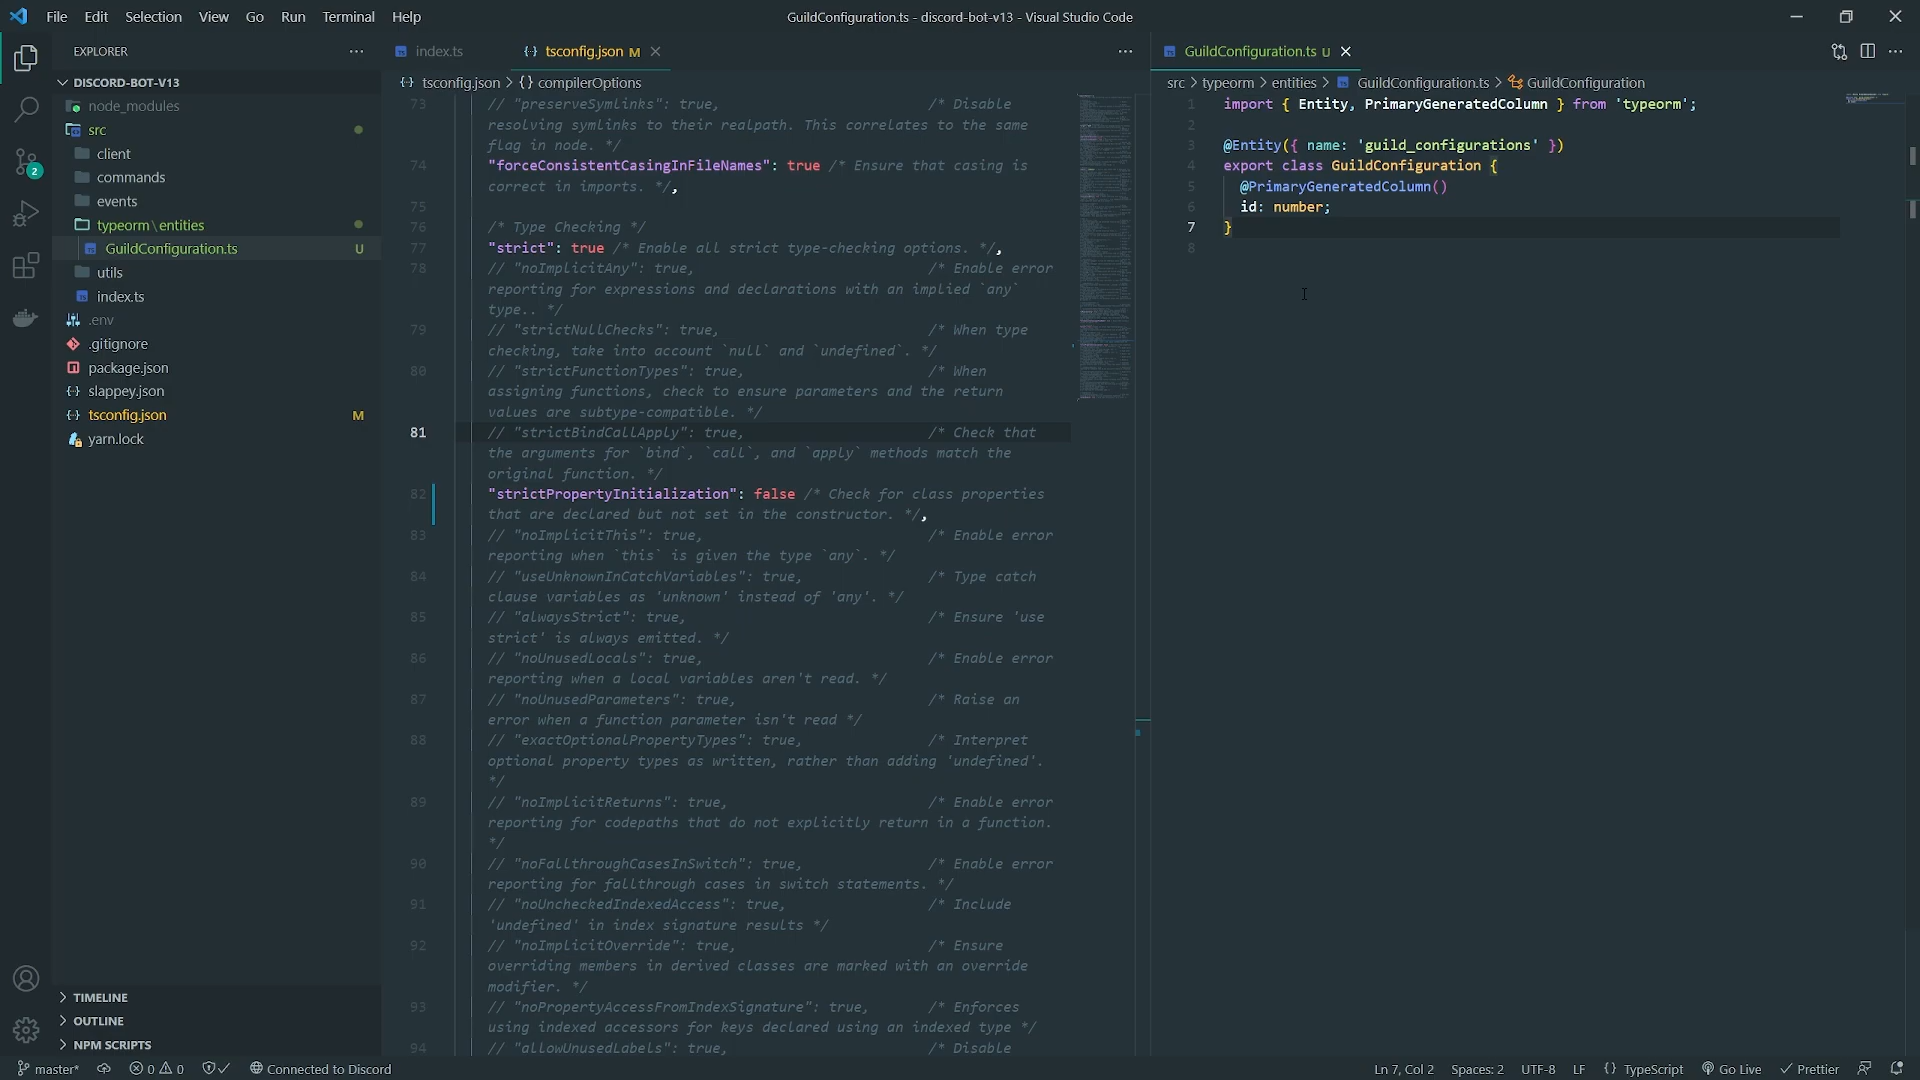 File Edit Selection View Go Run Terminal Help
GuildConfiguration.ts - discord-bot-v13 - Visual Studio Code
EXPLORER
DISCORD-BOT-V13
node_modules
src
client
commands
events
typeorm\entities
GuildConfiguration.ts U
utils
index.ts
.env
.gitignore
package.json
slappey.json
tsconfig.json M
yarn.lock
TIMELINE
OUTLINE
NPM SCRIPTS
2
index.ts
tsconfig.json M
tsconfig.json > {} compilerOptions
73 // "preserveSymlinks": true, /* Disable
resolving symlinks to their realpath. This correlates to the same
flag in node. */
74 "forceConsistentCasingInFileNames": true /* Ensure that casing is
correct in imports. */,
75
76 /* Type Checking */
77 "strict": true /* Enable all strict type-checking options. */,
78 // "noImplicitAny": true, /* Enable error
reporting for expressions and declarations with an implied `any`
type.. */
79 // "strictNullChecks": true, /* When type
checking, take into account `null` and `undefined`. */
80 // "strictFunctionTypes": true, /* When
assigning functions, check to ensure parameters and the return
values are subtype-compatible. */
81 // "strictBindCallApply": true, /* Check that
the arguments for `bind`, `call`, and `apply` methods match the
original function. */
82 "strictPropertyInitialization": false /* Check for class properties
that are declared but not set in the constructor. */,
83 // "noImplicitThis": true, /* Enable error
reporting when `this` is given the type `any`. */
84 // "useUnknownInCatchVariables": true, /* Type catch
clause variables as 'unknown' instead of 'any'. */
85 // "alwaysStrict": true, /* Ensure 'use
strict' is always emitted. */
86 // "noUnusedLocals": true, /* Enable error
reporting when a local variables aren't read. */
87 // "noUnusedParameters": true, /* Raise an
error when a function parameter isn't read */
88 // "exactOptionalPropertyTypes": true, /* Interpret
optional property types as written, rather than adding 'undefined'.
*/
89 // "noImplicitReturns": true, /* Enable error
reporting for codepaths that do not explicitly return in a function.
*/
90 // "noFallthroughCasesInSwitch": true, /* Enable error
reporting for fallthrough cases in switch statements. */
91 // "noUncheckedIndexedAccess": true, /* Include
'undefined' in index signature results */
92 // "noImplicitOverride": true, /* Ensure
overriding members in derived classes are marked with an override
modifier. */
93 // "noPropertyAccessFromIndexSignature": true, /* Enforces
using indexed accessors for keys declared using an indexed type */
94 // "allowUnusedLabels": true, /* Disable
GuildConfiguration.ts U
src > typeorm > entities > GuildConfiguration.ts > GuildConfiguration
1 import { Entity, PrimaryGeneratedColumn } from 'typeorm';
2
3 @Entity({ name: 'guild_configurations' })
4 export class GuildConfiguration {
5 @PrimaryGeneratedColumn()
6 id: number;
7 }
8
master* 0 0 Connected to Discord Ln 7, Col 2 Spaces: 2 UTF-8 LF {} TypeScript Go Live Prettier